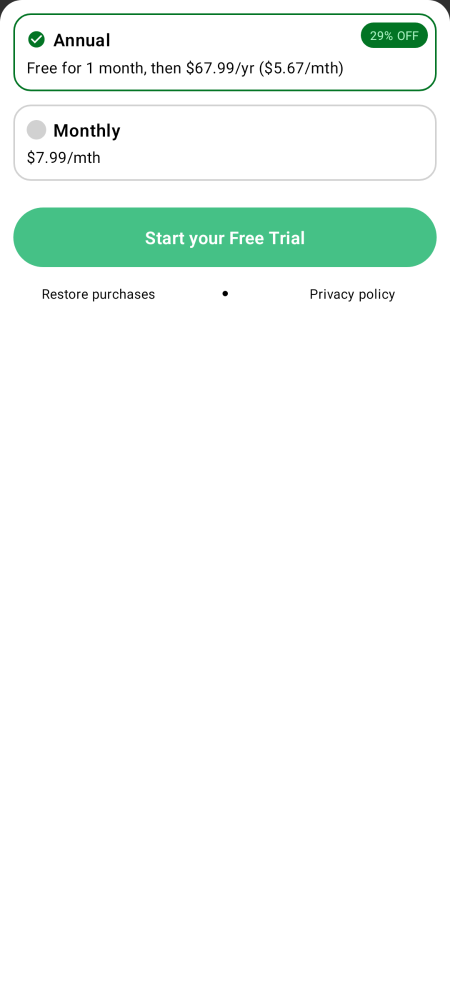 Annual
29% OFF
Free for 1 month, then $67.99/yr ($5.67/mth)
Monthly
$7.99/mth
Start your Free Trial
Restore purchases • Privacy policy